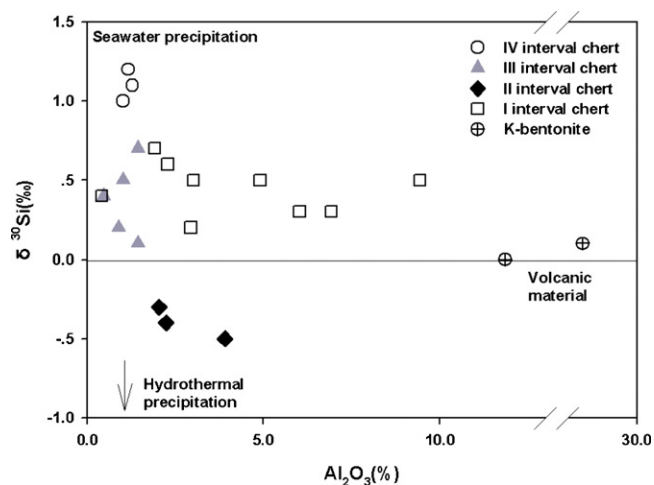 1.5
Seawater precipitation
IV interval chert
III interval chert
II interval chert
I interval chert
K-bentonite
1.0
.5
0.0
-.5
-1.0
δ ³⁰Si(‰)
Volcanic
material
Hydrothermal
precipitation
0.0
5.0
10.0
30.0
Al₂O₃(%)